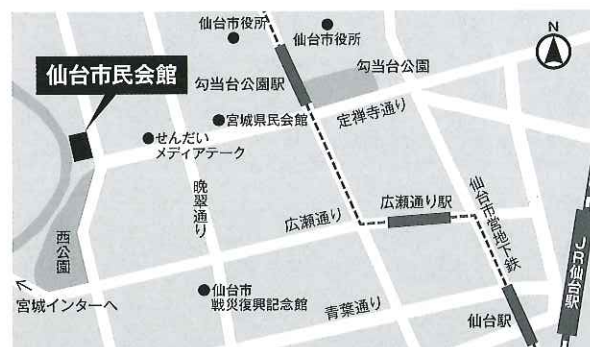 仙台市役所
仙台市役所
N
仙台市民会館
勾当台公園駅
勾当台公園
宮城県民会館
定禅寺通り
せんだい
メディアテーク
晩翠通り
広瀬通り
広瀬通り駅
仙台市営地下鉄
西公園
JR仙台駅
宮城インターへ
仙台市
戦災復興記念館
青葉通り
仙台駅